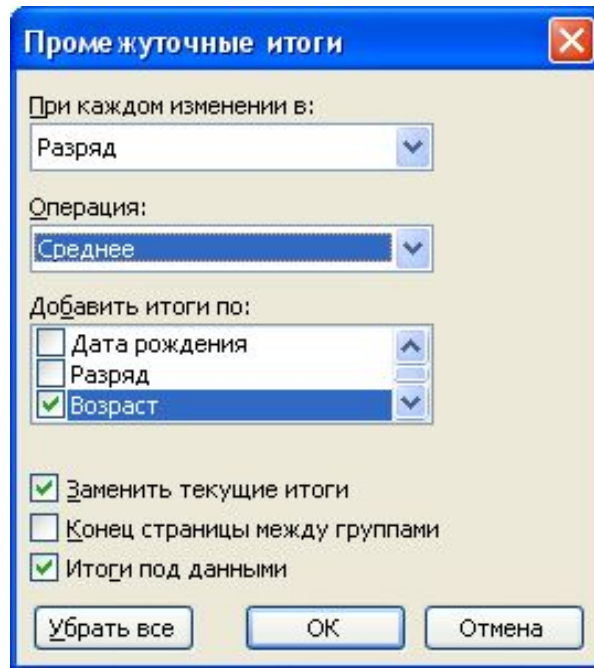 Промежуточные итоги
При каждом изменении в:
Разряд
Операция:
Среднее
Добавить итоги по:
Дата рождения
Разряд
Возраст
Заменить текущие итоги
Конец страницы между группами
Итоги под данными
Убрать все ОК Отмена